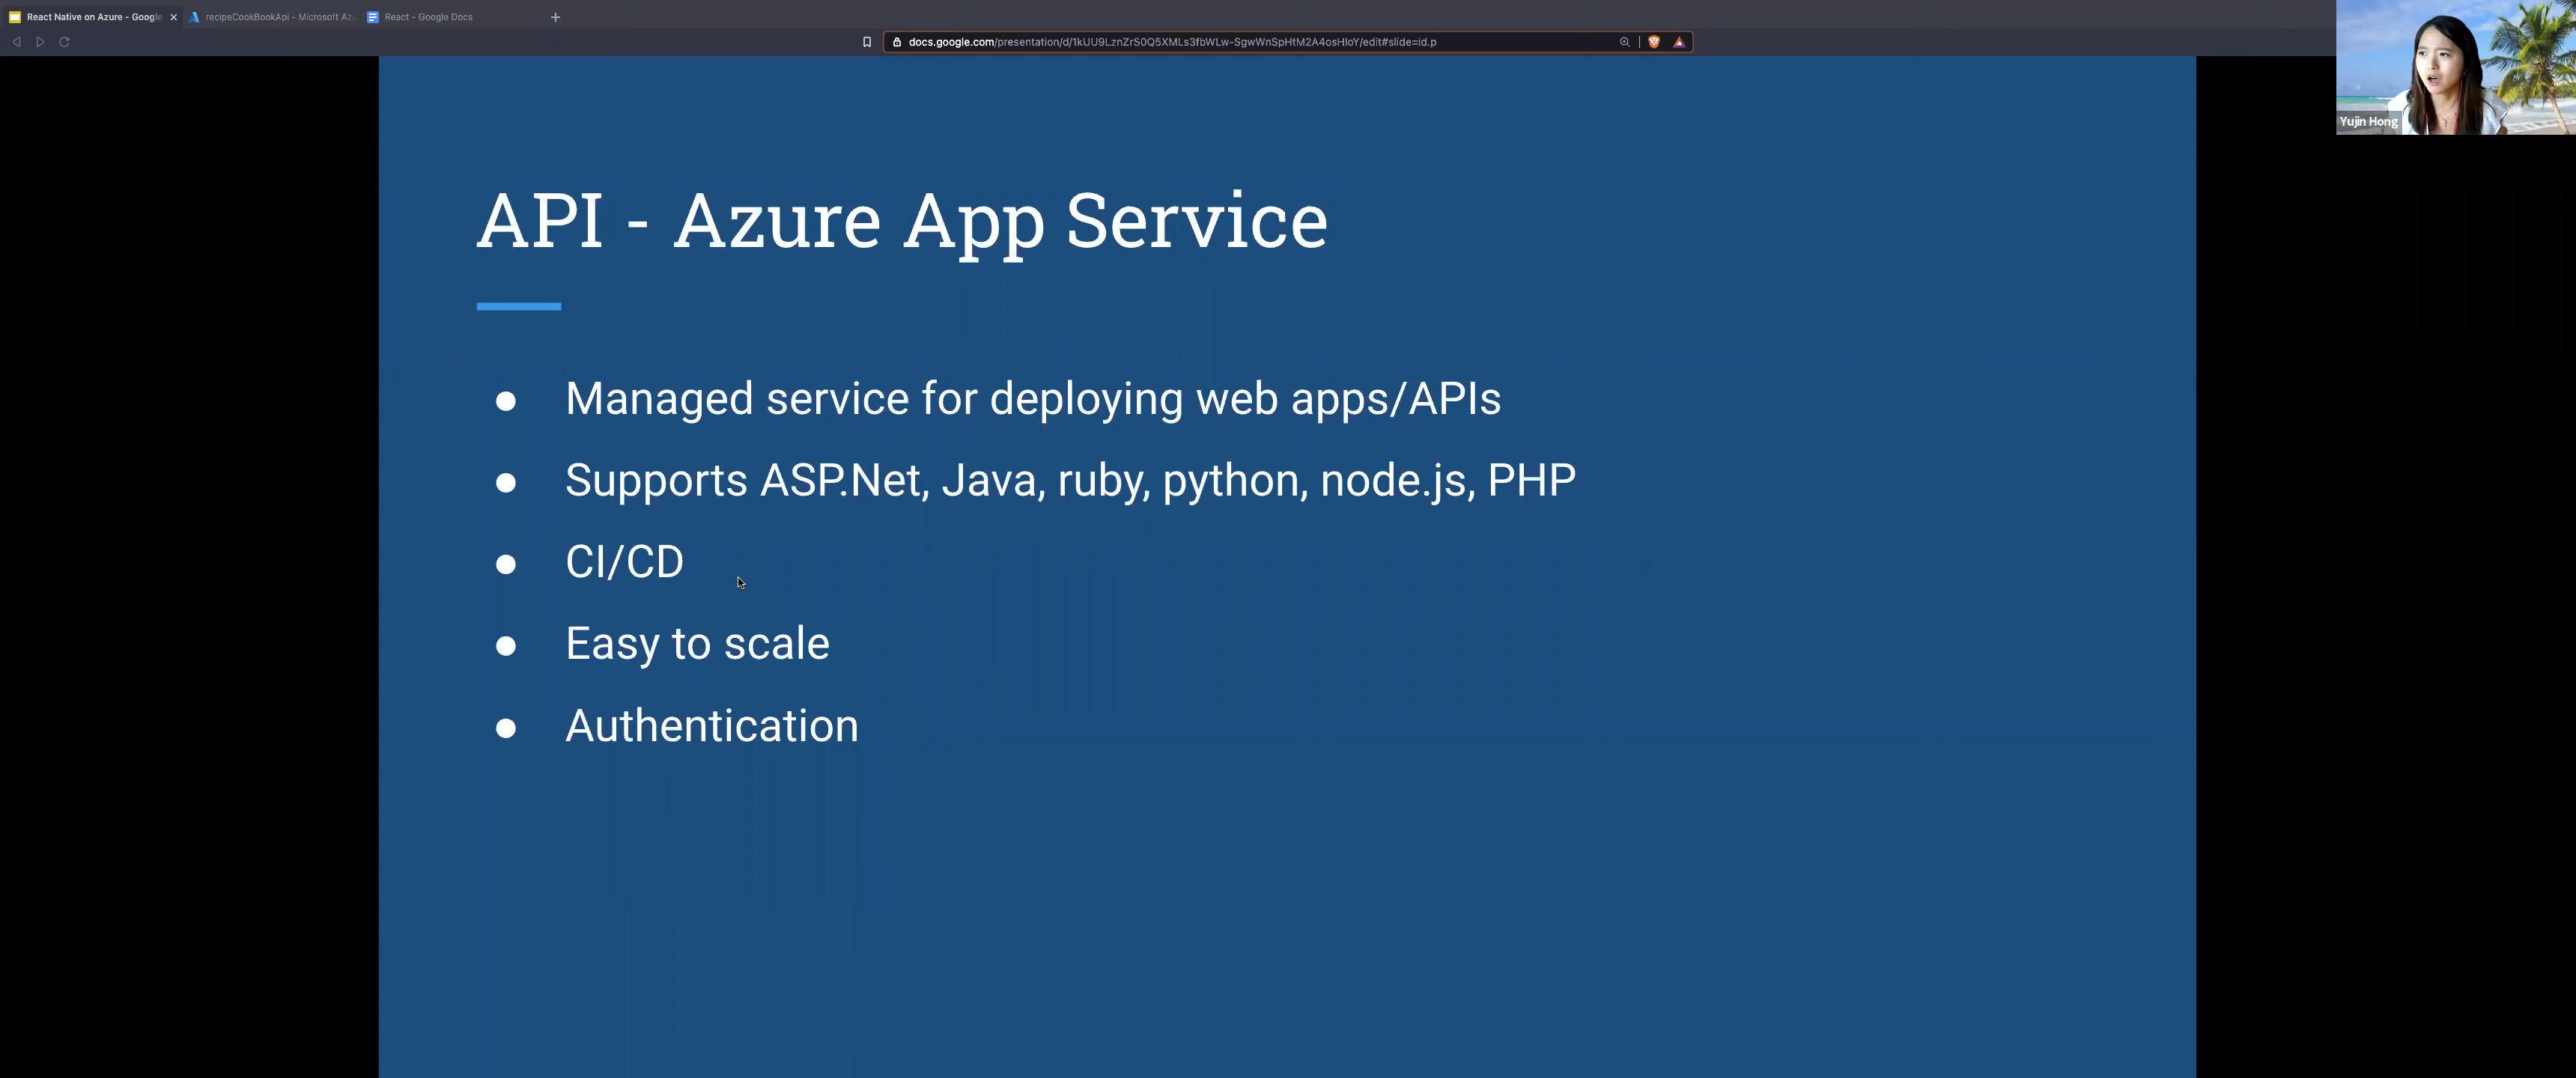 React Native on Azure - Google
recipeCookBookApi - Microsoft Az
React - Google Docs
docs.google.com/presentation/d/1kUU9LznZrS0Q5XMLs3fbWLw-SgwWnSpHtM2A4osHIoY/edit#slide=id.p
Yujin Hong
API - Azure App Service
● Managed service for deploying web apps/APIs
● Supports ASP.Net, Java, ruby, python, node.js, PHP
● CI/CD
● Easy to scale
● Authentication